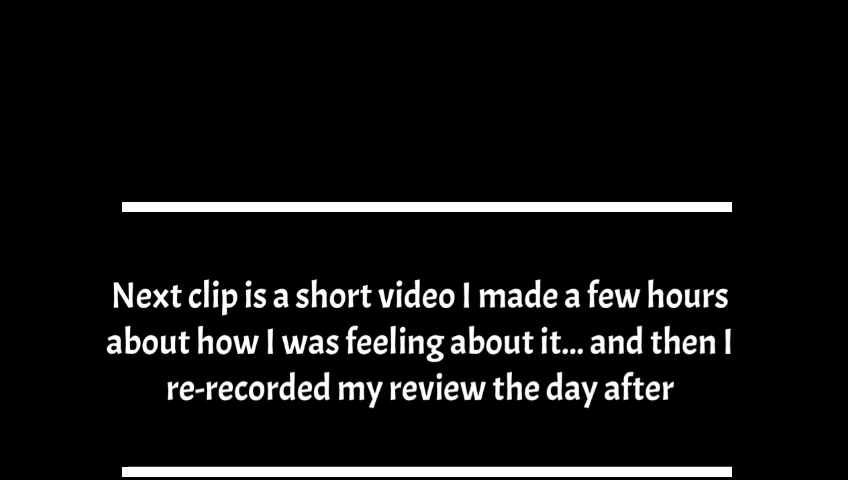 Next clip is a short video I made a few hours
about how I was feeling about it... and then I
re-recorded my review the day after